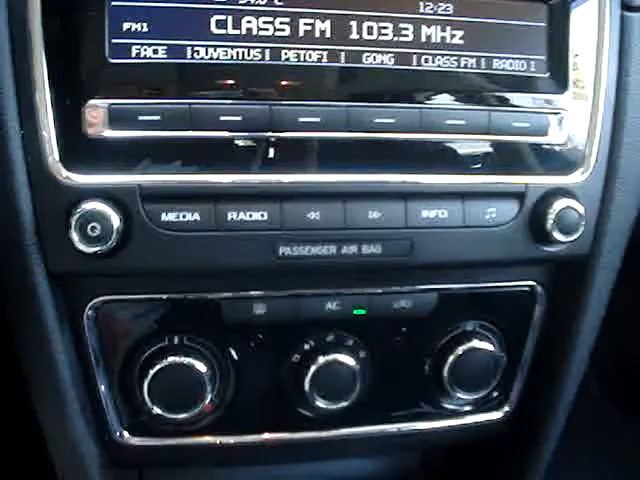 12:23
FM1 CLASS FM 103.3 MHz
FACE JUVENTUS PETOFI GONG CLASS FM RADIO 1
MEDIA RADIO INFO
PASSENGER AIR BAG
AC